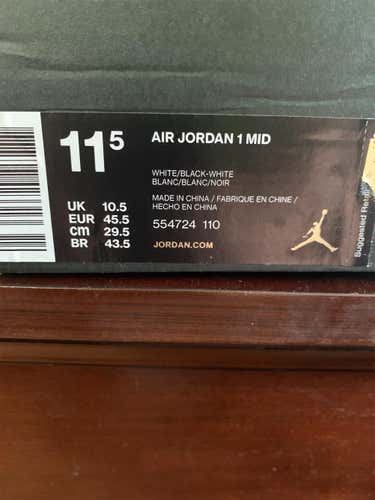 11⁵
AIR JORDAN 1 MID
WHITE/BLACK-WHITE
BLANC/BLANC/NOIR
MADE IN CHINA / FABRIQUE EN CHINE /
HECHO EN CHINA
554724 110
JORDAN.COM
UK 10.5
EUR 45.5
CM 29.5
BR 43.5
Suggested Retail